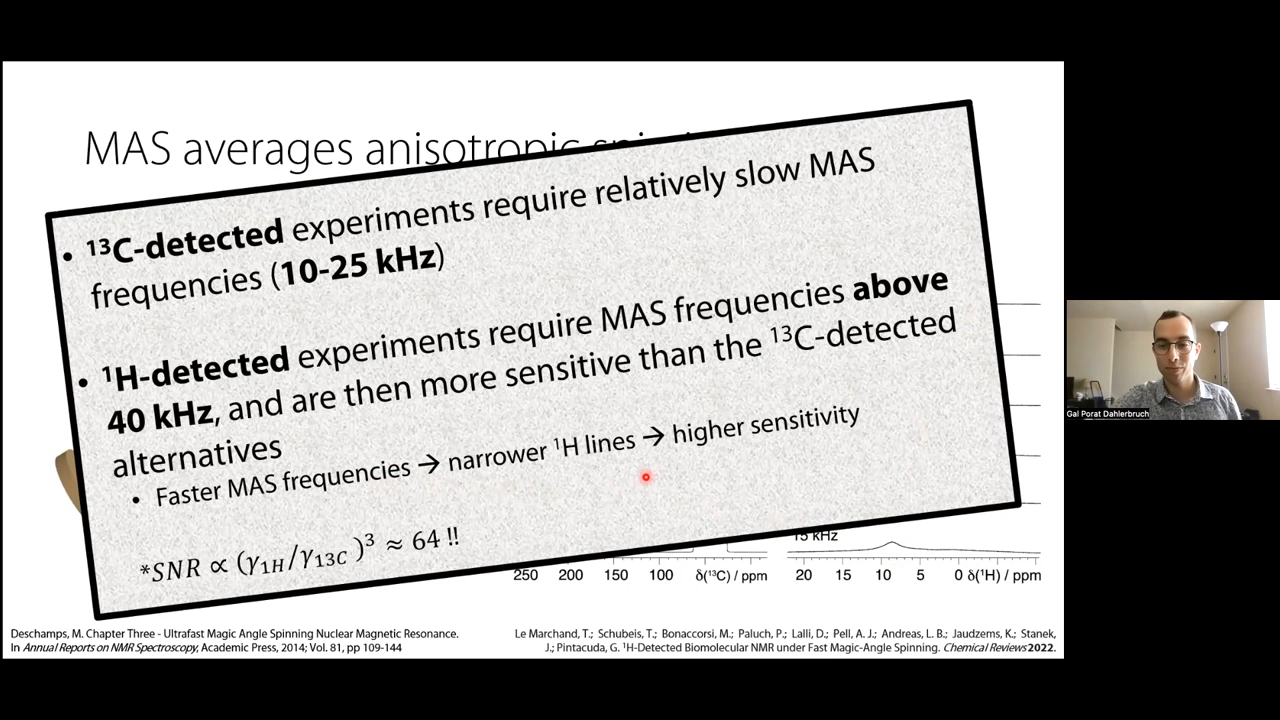 MAS averages anisotropic
• ¹³C-detected experiments require relatively slow MAS
frequencies (10-25 kHz)
• ¹H-detected experiments require MAS frequencies above
40 kHz, and are then more sensitive than the ¹³C-detected
alternatives
• Faster MAS frequencies → narrower ¹H lines → higher sensitivity
*SNR ∝ (γ₁H/γ₁₃C )³ ≈ 64 !!
15 kHz
250 200 150 100 δ(¹³C) / ppm
20 15 10 5 0 δ(¹H) / ppm
Deschamps, M. Chapter Three - Ultrafast Magic Angle Spinning Nuclear Magnetic Resonance.
In Annual Reports on NMR Spectroscopy, Academic Press, 2014; Vol. 81, pp 109-144
Le Marchand, T.; Schubeis, T.; Bonaccorsi, M.; Paluch, P.; Lalli, D.; Pell, A. J.; Andreas, L. B.; Jaudzems, K.; Stanek,
J.; Pintacuda, G. ¹H-Detected Biomolecular NMR under Fast Magic-Angle Spinning. Chemical Reviews 2022.
Gal Porat Dahlerbruch